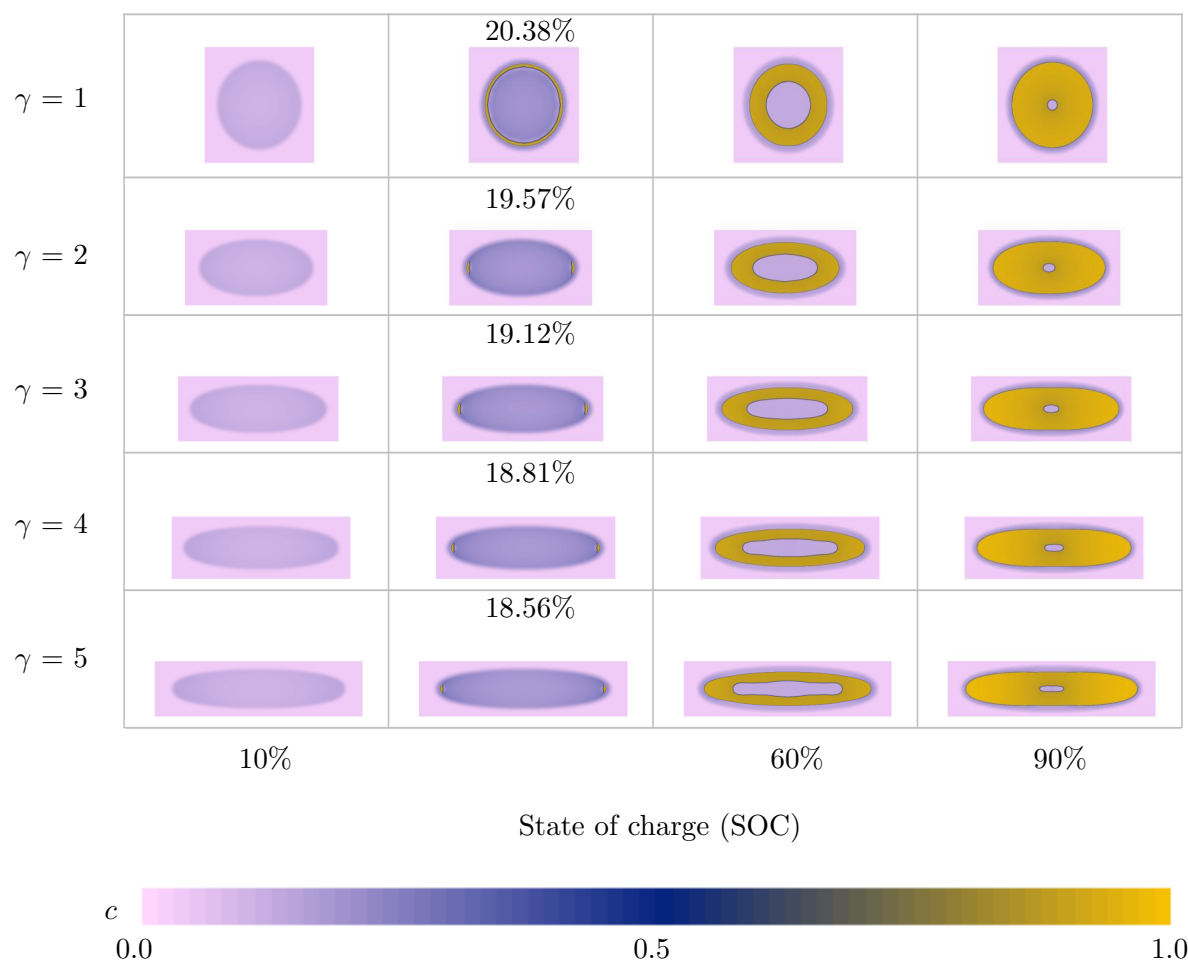 20.38%
γ = 1
19.57%
γ = 2
19.12%
γ = 3
18.81%
γ = 4
18.56%
γ = 5
10% 60% 90%
State of charge (SOC)
c
0.0 0.5 1.0